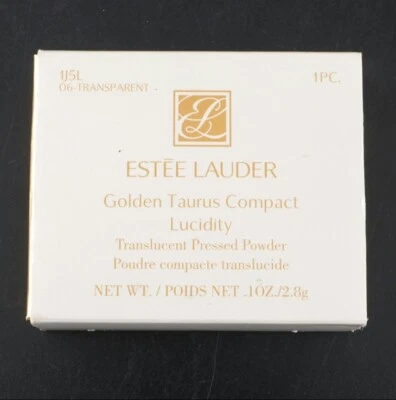 1J5L
06-TRANSPARENT
1PC.
EL
ESTĒE LAUDER
Golden Taurus Compact
Lucidity
Translucent Pressed Powder
Poudre compacte translucide
NET WT. / POIDS NET .1OZ./2.8g